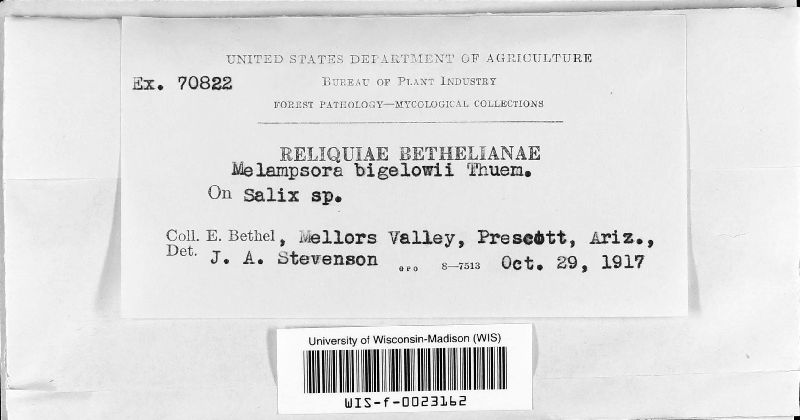 UNITED STATES DEPARTMENT OF AGRICULTURE
Ex. 70822
BUREAU OF PLANT INDUSTRY
FOREST PATHOLOGY—MYCOLOGICAL COLLECTIONS
RELIQUIAE BETHELIANAE
Melampsora bigelowii Thuem.
On Salix sp.
Coll. E. Bethel, Mellors Valley, Prescott, Ariz.,
Det. J. A. Stevenson GPO 8—7513 Oct. 29, 1917
University of Wisconsin-Madison (WIS)
WIS-f-0023162